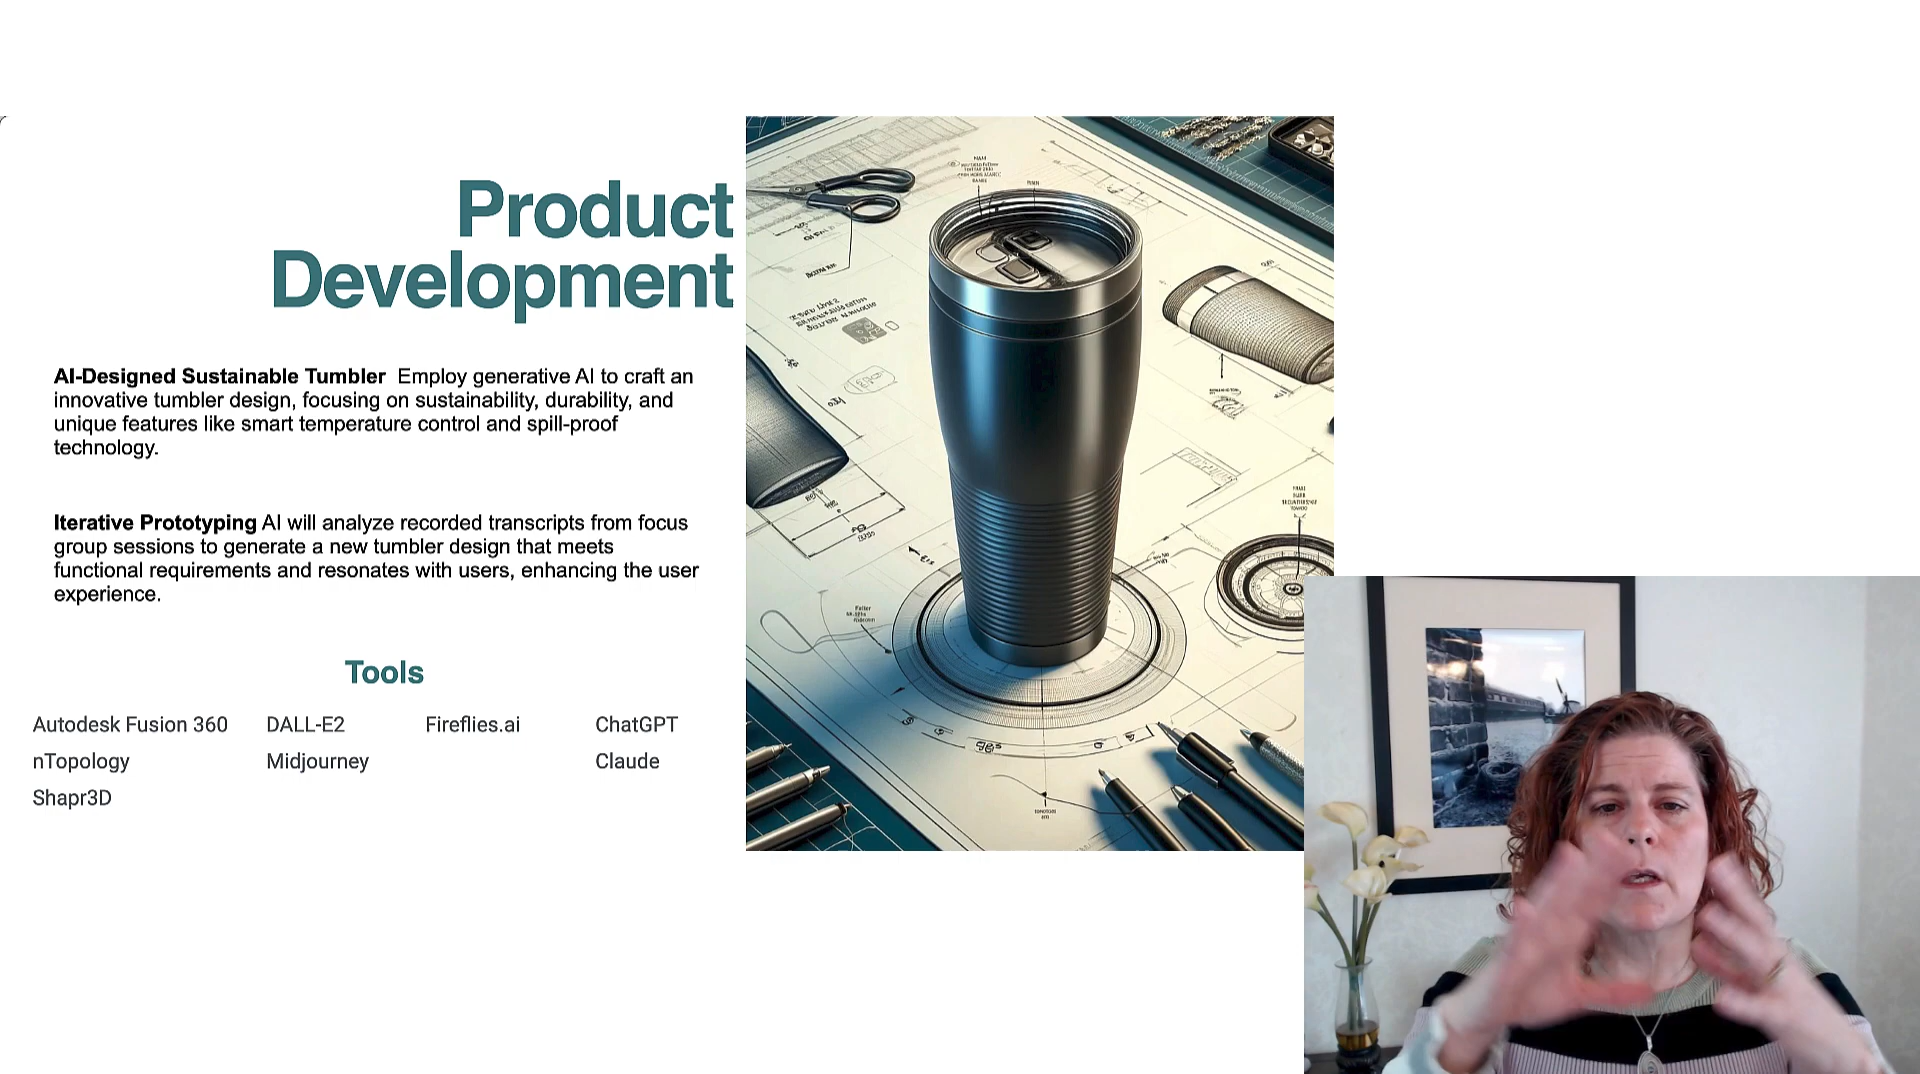 Product
Development
AI-Designed Sustainable Tumbler Employ generative AI to craft an
innovative tumbler design, focusing on sustainability, durability, and
unique features like smart temperature control and spill-proof
technology.
Iterative Prototyping AI will analyze recorded transcripts from focus
group sessions to generate a new tumbler design that meets
functional requirements and resonates with users, enhancing the user
experience.
Tools
Autodesk Fusion 360 DALL-E2 Fireflies.ai ChatGPT
nTopology Midjourney Claude
Shapr3D